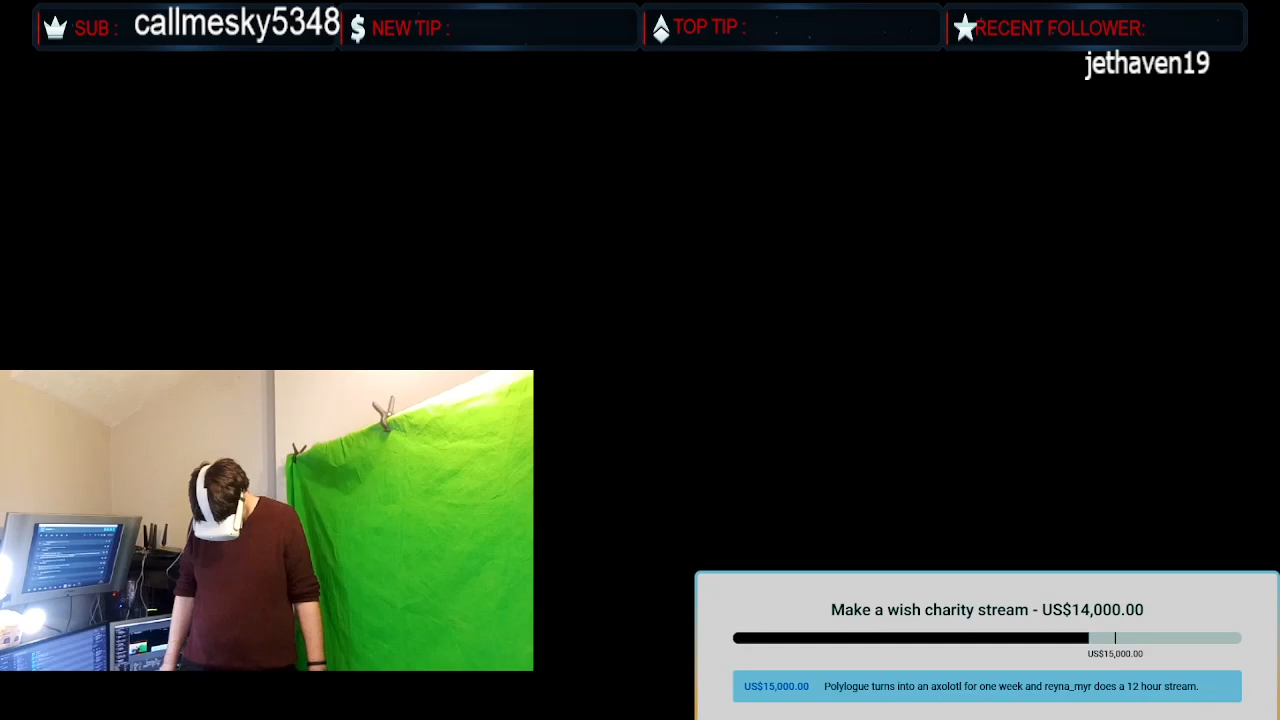 SUB :
callmesky5348
NEW TIP :
TOP TIP :
RECENT FOLLOWER:
jethaven19
Make a wish charity stream - US$14,000.00
US$15,000.00
US$15,000.00 Polylogue turns into an axolotl for one week and reyna_myr does a 12 hour stream.